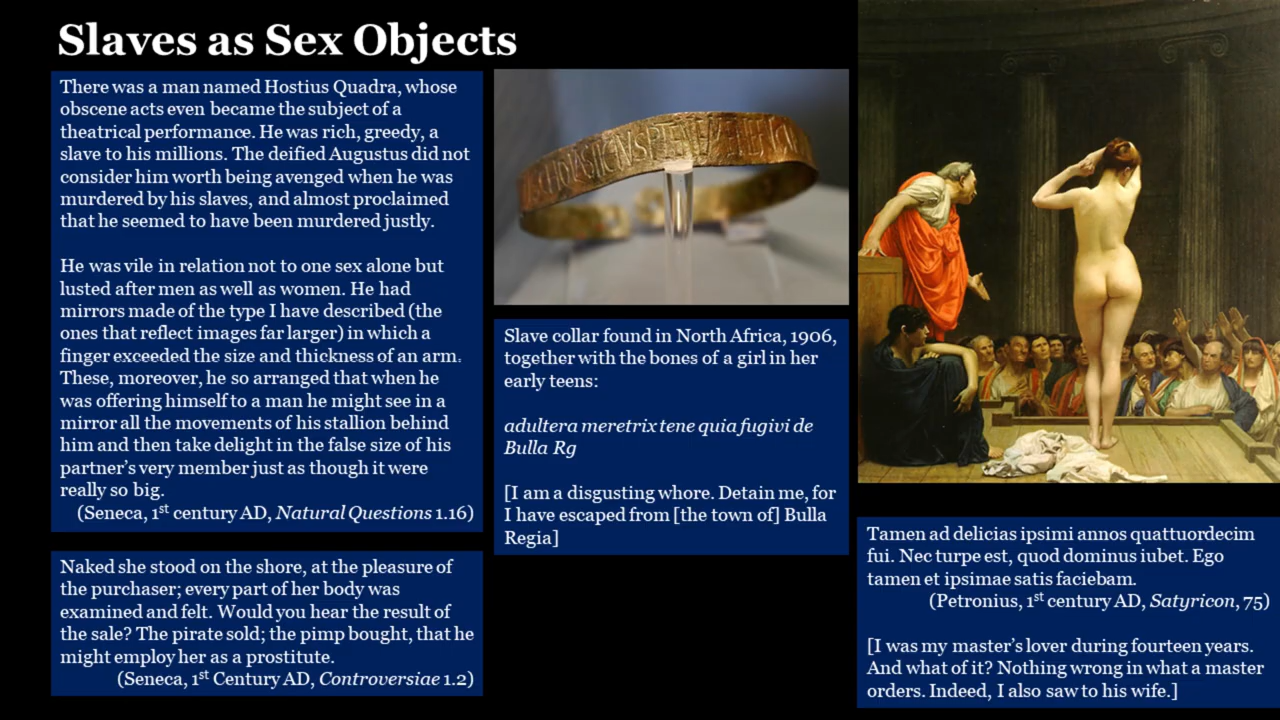 Slaves as Sex Objects
There was a man named Hostius Quadra, whose
obscene acts even became the subject of a
theatrical performance. He was rich, greedy, a
slave to his millions. The deified Augustus did not
consider him worth being avenged when he was
murdered by his slaves, and almost proclaimed
that he seemed to have been murdered justly.
He was vile in relation not to one sex alone but
lusted after men as well as women. He had
mirrors made of the type I have described (the
ones that reflect images far larger) in which a
finger exceeded the size and thickness of an arm.
These, moreover, he so arranged that when he
was offering himself to a man he might see in a
mirror all the movements of his stallion behind
him and then take delight in the false size of his
partner's very member just as though it were
really so big.
(Seneca, 1st century AD, Natural Questions 1.16)
Naked she stood on the shore, at the pleasure of
the purchaser; every part of her body was
examined and felt. Would you hear the result of
the sale? The pirate sold; the pimp bought, that he
might employ her as a prostitute.
(Seneca, 1st Century AD, Controversiae 1.2)
Slave collar found in North Africa, 1906,
together with the bones of a girl in her
early teens:
adultera meretrix tene quia fugivi de
Bulla Rg
[I am a disgusting whore. Detain me, for
I have escaped from [the town of] Bulla
Regia]
Tamen ad delicias ipsimi annos quattuordecim
fui. Nec turpe est, quod dominus iubet. Ego
tamen et ipsimae satis faciebam.
(Petronius, 1st century AD, Satyricon, 75)
[I was my master's lover during fourteen years.
And what of it? Nothing wrong in what a master
orders. Indeed, I also saw to his wife.]